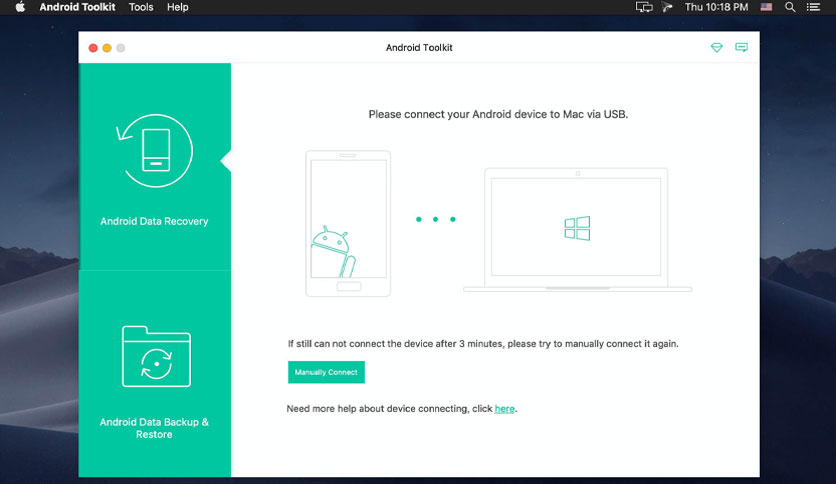 Android Toolkit Tools Help Thu 10:18 PM
Android Toolkit
Please connect your Android device to Mac via USB.
Android Data Recovery
If still can not connect the device after 3 minutes, please try to manually connect it again.
Manually Connect
Need more help about device connecting, click here.
Android Data Backup &
Restore